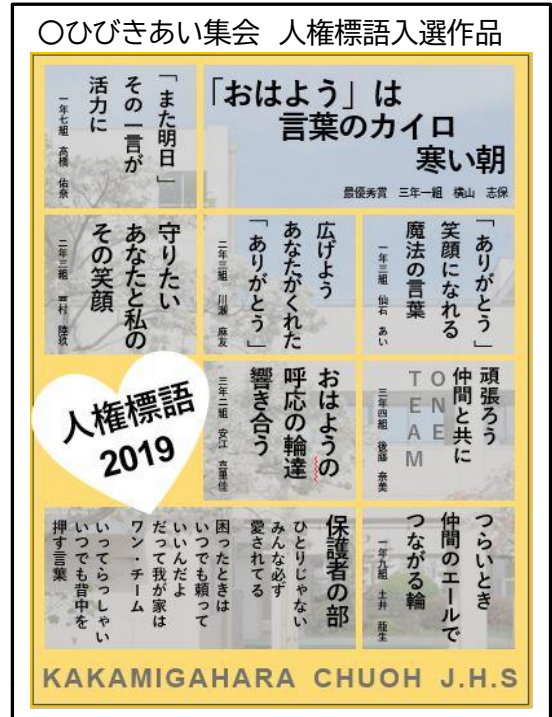 〇ひびきあい集会 人権標語入選作品
「おはよう」は
言葉のカイロ
寒い朝
最優秀賞 三年一組 横山 志保
「また明日」
その一言が
活力に
一年七組 高橋 佑奈
「ありがとう」
笑顔になれる
魔法の言葉
一年三組 仙石 あい
広げよう
あなたがくれた
「ありがとう」
二年三組 川瀬 麻友
守りたい
あなたと私の
その笑顔
二年三組 村 陸玖
頑張ろう
仲間と共に
ONE
TEAM
三年四組 後藤 奈美
おはようの
呼応の輪達
響き合う
三年二組 安江 佳
人権標語
2019
つらいとき
仲間のエールで
つながる輪
一年九組 土井 龍生
保護者の部
ひとりじゃない
みんな必ず
愛されてる
困ったときは
いつでも頼って
いいんだよ
だって我が家は
ワン・チーム
いってらっしゃい
いつでも背中を
押す言葉
KAKAMIGAHARA CHUOH J.H.S